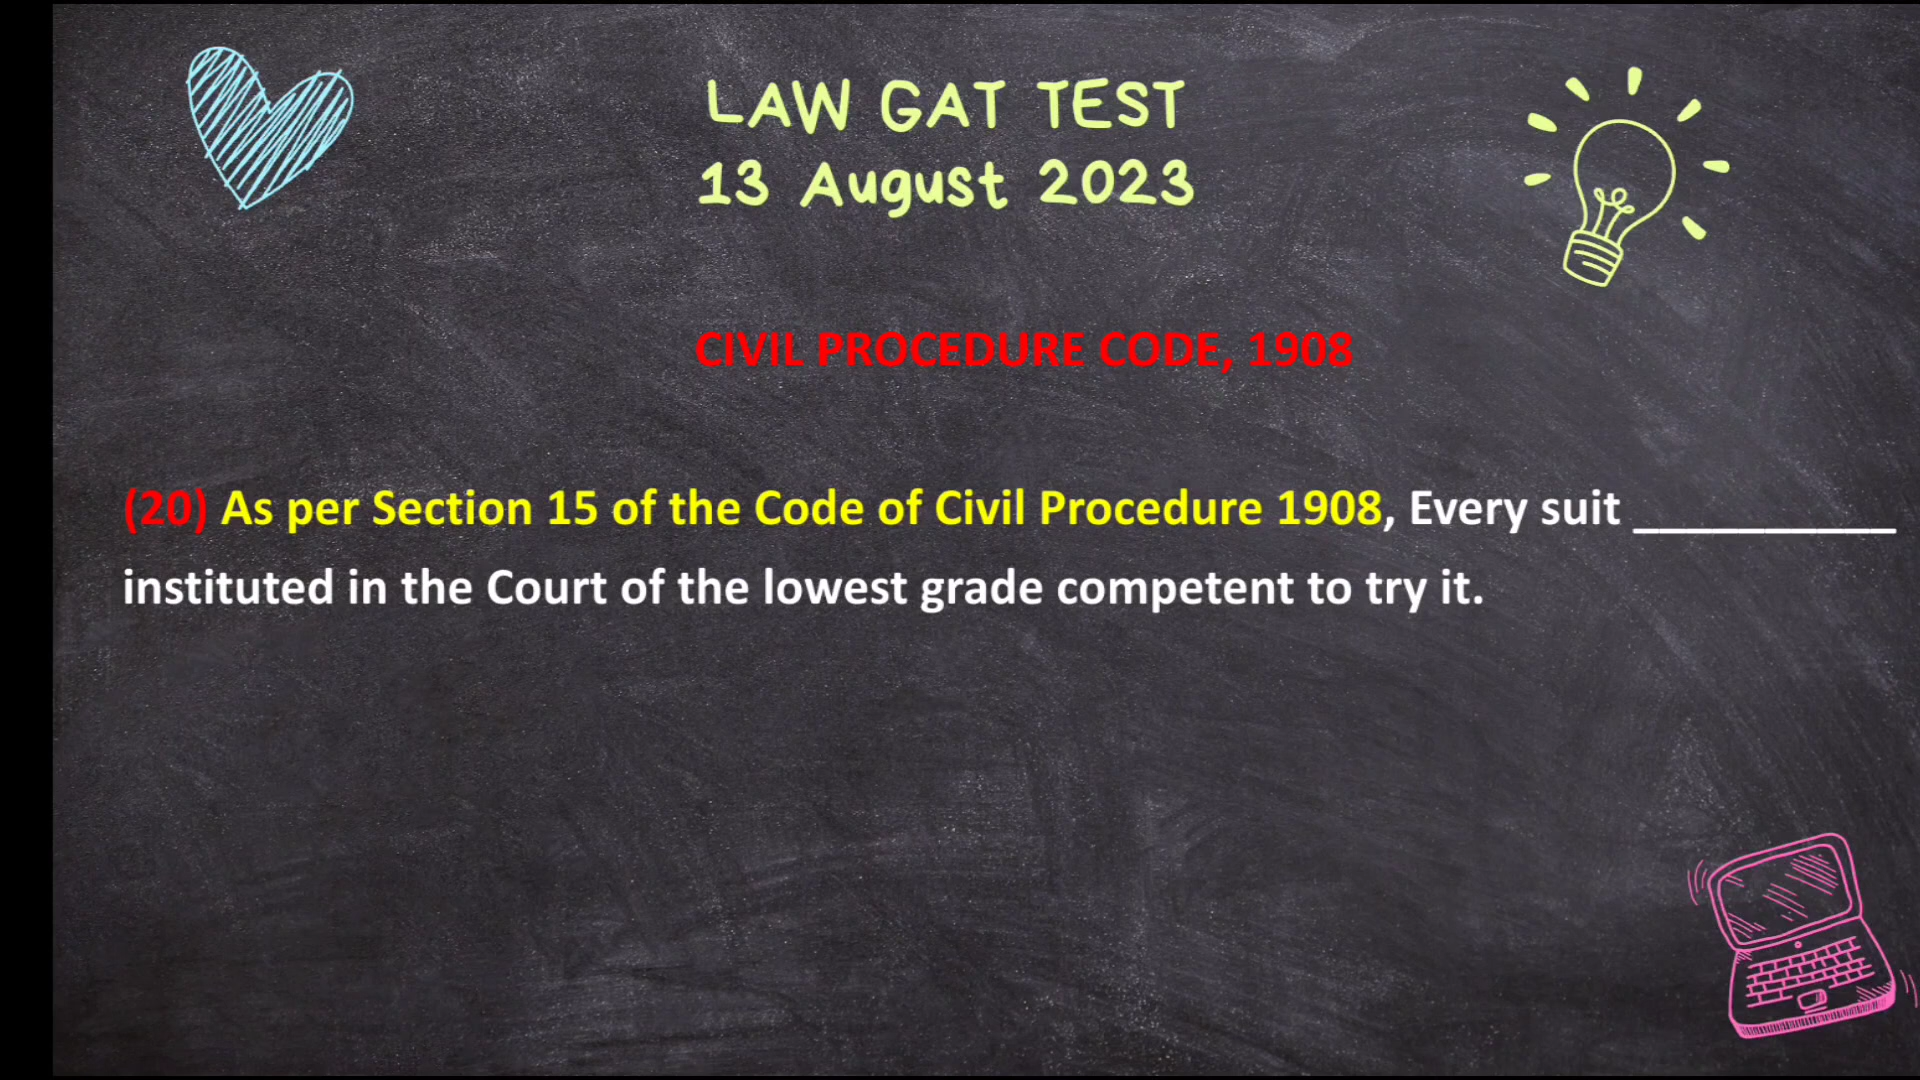 LAW GAT TEST
13 August 2023
CIVIL PROCEDURE CODE, 1908
(20) As per Section 15 of the Code of Civil Procedure 1908, Every suit ___________
instituted in the Court of the lowest grade competent to try it.